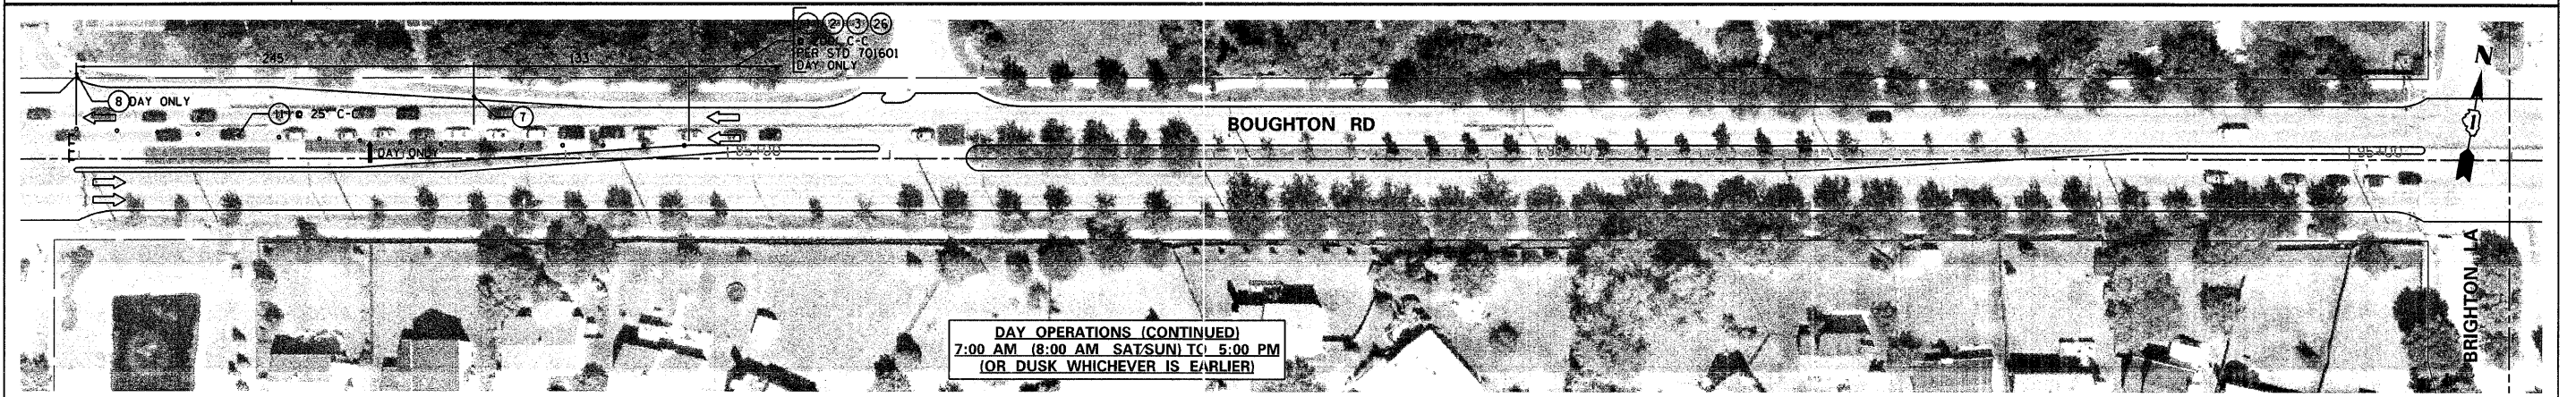 2 3 26
C-C
PER STD 701601
DAY ONLY
245
133
8 DAY ONLY
11 @ 25' C-C
7
DAY ONLY
BOUGHTON RD
N
BRIGHTON LA
DAY OPERATIONS (CONTINUED)
7:00 AM (8:00 AM SAT/SUN) TO 5:00 PM
(OR DUSK WHICHEVER IS EARLIER)